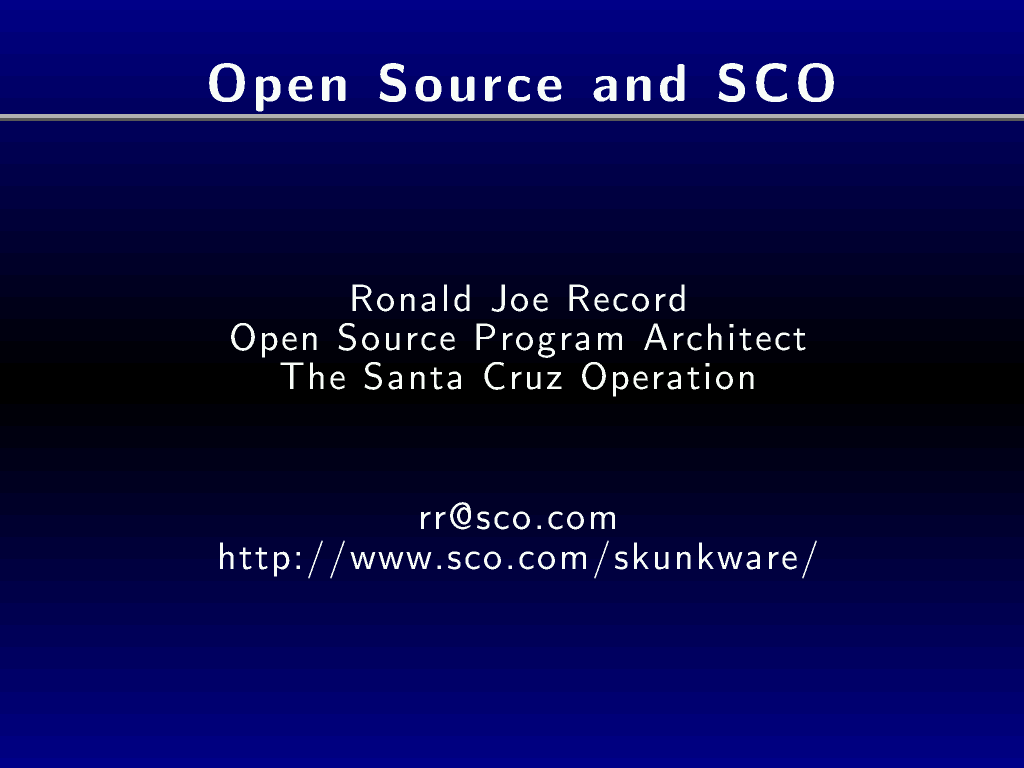 Open Source and SCO
Ronald Joe Record
Open Source Program Architect
The Santa Cruz Operation
rr@sco.com
http://www.sco.com/skunkware/